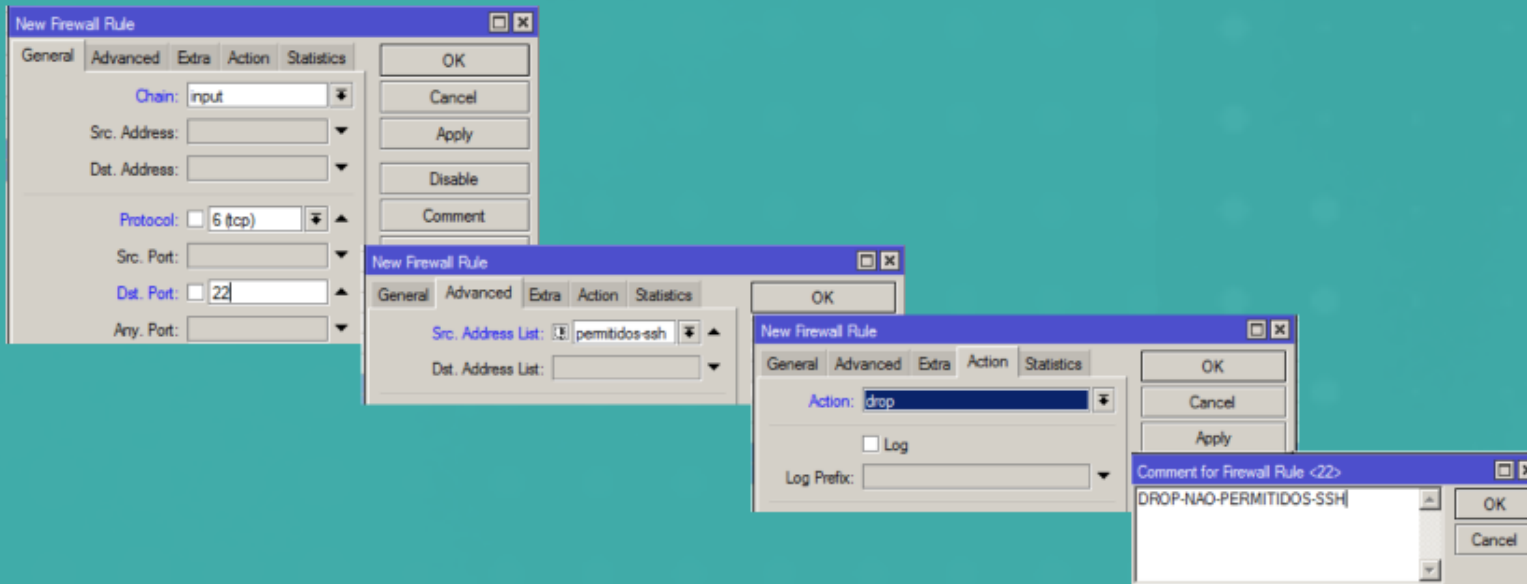 New Firewall Rule
General Advanced Extra Action Statistics
OK
Chain: input
Cancel
Src. Address:
Apply
Dst. Address:
Disable
Protocol: 6 (tcp)
Comment
Src. Port:
Dst. Port: 22
Any. Port:
New Firewall Rule
General Advanced Extra Action Statistics
OK
Src. Address List: ! permitidos-ssh
Dst. Address List:
New Firewall Rule
General Advanced Extra Action Statistics
OK
Action: drop
Cancel
Log
Apply
Log Prefix:
Comment for Firewall Rule <22>
DROP-NAO-PERMITIDOS-SSH
OK
Cancel